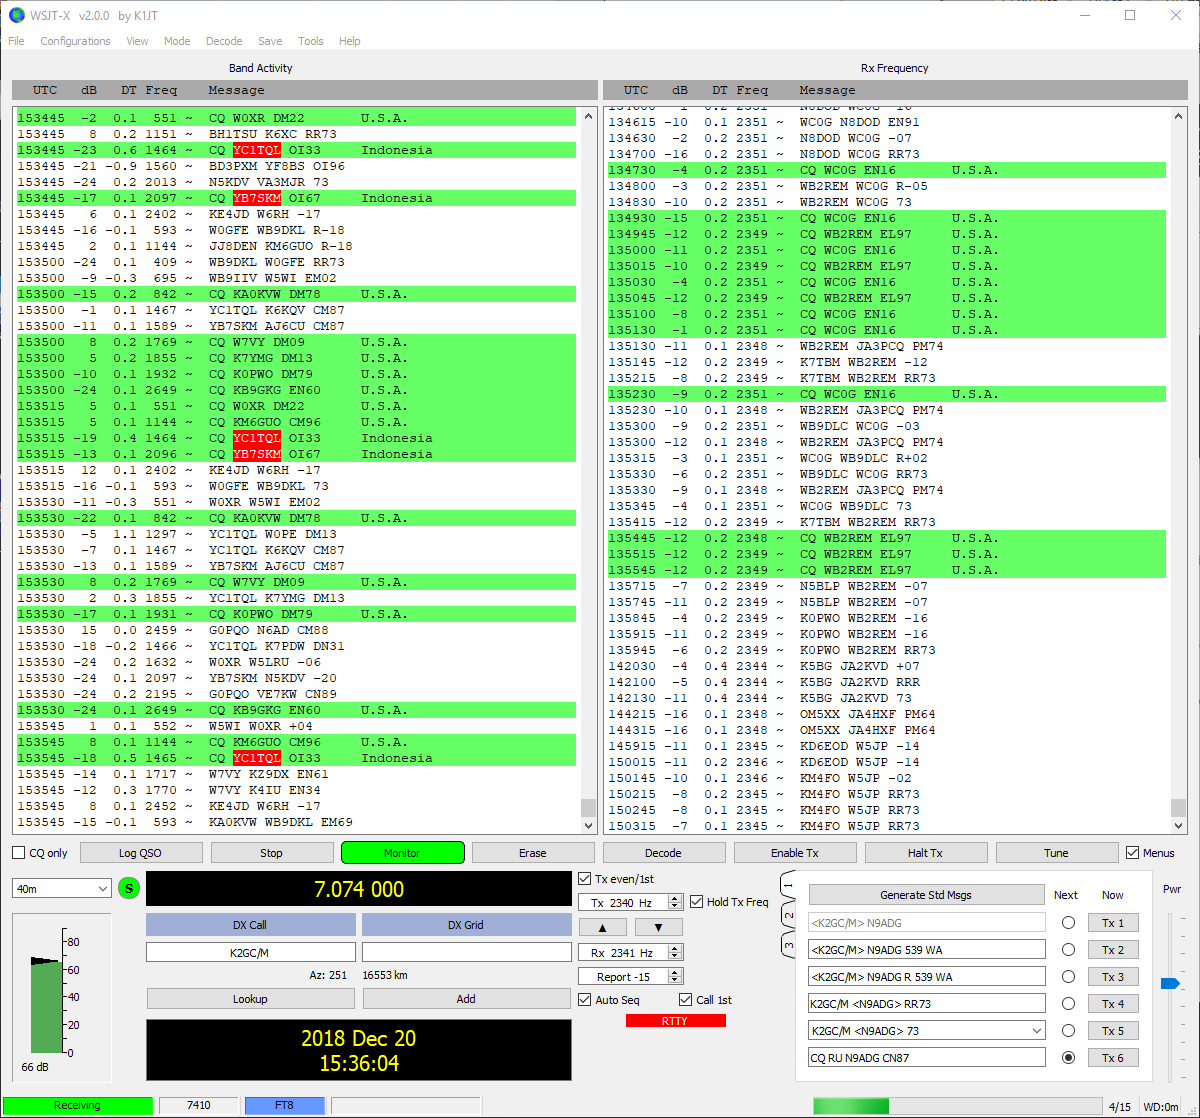 WSJT-X v2.0.0 by K1JT
File Configurations View Mode Decode Save Tools Help
Band Activity
UTC dB DT Freq Message
153445 -2 0.1 551 ~ CQ W0XR DM22 U.S.A.
153445 8 0.2 1151 ~ BH1TSU K6XC RR73
153445 -23 0.6 1464 ~ CQ YC1TQL OI33 Indonesia
153445 -21 -0.9 1560 ~ BD3PXM YF8BS OI96
153445 -24 0.2 2013 ~ N5KDV VA3MJR 73
153445 -17 0.1 2097 ~ CQ YB7SKM OI67 Indonesia
153445 6 0.1 2402 ~ KE4JD W6RH -17
153445 -16 -0.1 593 ~ W0GFE WB9DKL R-18
153445 2 0.1 1144 ~ JJ8DEN KM6GUO R-18
153500 -24 0.1 409 ~ WB9DKL W0GFE RR73
153500 -9 -0.3 695 ~ WB9IIV W5WI EM02
153500 -15 0.2 842 ~ CQ KA0KVW DM78 U.S.A.
153500 -1 0.1 1467 ~ YC1TQL K6KQV CM87
153500 -11 0.1 1589 ~ YB7SKM AJ6CU CM87
153500 8 0.2 1769 ~ CQ W7VY DM09 U.S.A.
153500 5 0.2 1855 ~ CQ K7YMG DM13 U.S.A.
153500 -10 0.1 1932 ~ CQ K0PWO DM79 U.S.A.
153500 -24 0.1 2649 ~ CQ KB9GKG EN60 U.S.A.
153515 5 0.1 551 ~ CQ W0XR DM22 U.S.A.
153515 5 0.1 1144 ~ CQ KM6GUO CM96 U.S.A.
153515 -19 0.4 1464 ~ CQ YC1TQL OI33 Indonesia
153515 -13 0.1 2096 ~ CQ YB7SKM OI67 Indonesia
153515 12 0.1 2402 ~ KE4JD W6RH -17
153515 -16 -0.1 593 ~ W0GFE WB9DKL 73
153530 -11 -0.3 551 ~ W0XR W5WI EM02
153530 -22 0.1 842 ~ CQ KA0KVW DM78 U.S.A.
153530 -5 1.1 1297 ~ YC1TQL W0PE DM13
153530 -7 0.1 1467 ~ YC1TQL K6KQV CM87
153530 -13 0.1 1589 ~ YB7SKM AJ6CU CM87
153530 8 0.2 1769 ~ CQ W7VY DM09 U.S.A.
153530 2 0.3 1855 ~ YC1TQL K7YMG DM13
153530 -17 0.1 1931 ~ CQ K0PWO DM79 U.S.A.
153530 15 0.0 2459 ~ G0PQO N6AD CM88
153530 -18 -0.2 1466 ~ YC1TQL K7PDW DN31
153530 -24 0.2 1632 ~ W0XR W5LRU -06
153530 -24 0.1 2097 ~ YB7SKM N5KDV -20
153530 -24 0.2 2195 ~ G0PQO VE7KW CN89
153530 -24 0.1 2649 ~ CQ KB9GKG EN60 U.S.A.
153545 1 0.1 552 ~ W5WI W0XR +04
153545 8 0.1 1144 ~ CQ KM6GUO CM96 U.S.A.
153545 -18 0.5 1465 ~ CQ YC1TQL OI33 Indonesia
153545 -14 0.1 1717 ~ W7VY KZ9DX EN61
153545 -12 0.3 1770 ~ W7VY K4IU EN34
153545 8 0.1 2452 ~ KE4JD W6RH -17
153545 -15 -0.1 593 ~ KA0KVW WB9DKL EM69
Rx Frequency
UTC dB DT Freq Message
134615 -10 0.1 2351 ~ WC0G N8DOD EN91
134630 -2 0.2 2351 ~ N8DOD WC0G -07
134700 -16 0.2 2351 ~ N8DOD WC0G RR73
134730 -4 0.2 2351 ~ CQ WC0G EN16 U.S.A.
134800 -3 0.2 2351 ~ WB2REM WC0G R-05
134830 -10 0.2 2351 ~ WB2REM WC0G 73
134930 -15 0.2 2351 ~ CQ WC0G EN16 U.S.A.
134945 -12 0.2 2349 ~ CQ WB2REM EL97 U.S.A.
135000 -11 0.2 2351 ~ CQ WC0G EN16 U.S.A.
135015 -10 0.2 2349 ~ CQ WB2REM EL97 U.S.A.
135030 -4 0.2 2351 ~ CQ WC0G EN16 U.S.A.
135045 -12 0.2 2349 ~ CQ WB2REM EL97 U.S.A.
135100 -8 0.2 2351 ~ CQ WC0G EN16 U.S.A.
135130 -1 0.2 2351 ~ CQ WC0G EN16 U.S.A.
135130 -11 0.1 2348 ~ WB2REM JA3PCQ PM74
135145 -12 0.2 2349 ~ K7TBM WB2REM -12
135215 -8 0.2 2349 ~ K7TBM WB2REM RR73
135230 -9 0.2 2351 ~ CQ WC0G EN16 U.S.A.
135230 -10 0.1 2348 ~ WB2REM JA3PCQ PM74
135300 -9 0.2 2351 ~ WB9DLC WC0G -03
135300 -12 0.1 2348 ~ WB2REM JA3PCQ PM74
135315 -3 0.1 2351 ~ WC0G WB9DLC R+02
135330 -6 0.2 2351 ~ WB9DLC WC0G RR73
135330 -9 0.1 2348 ~ WB2REM JA3PCQ PM74
135345 -4 0.1 2351 ~ WC0G WB9DLC 73
135415 -12 0.2 2349 ~ K7TBM WB2REM RR73
135445 -12 0.2 2348 ~ CQ WB2REM EL97 U.S.A.
135515 -12 0.2 2349 ~ CQ WB2REM EL97 U.S.A.
135545 -12 0.2 2349 ~ CQ WB2REM EL97 U.S.A.
135715 -7 0.2 2349 ~ N5BLP WB2REM -07
135745 -11 0.2 2349 ~ N5BLP WB2REM -07
135845 -4 0.2 2349 ~ K0PWO WB2REM -16
135915 -11 0.2 2349 ~ K0PWO WB2REM -16
135945 -6 0.2 2349 ~ K0PWO WB2REM RR73
142030 -4 0.4 2344 ~ K5BG JA2KVD +07
142100 -5 0.4 2344 ~ K5BG JA2KVD RRR
142130 -11 0.4 2344 ~ K5BG JA2KVD 73
144215 -16 0.1 2348 ~ OM5XX JA4HXF PM64
144315 -16 0.1 2348 ~ OM5XX JA4HXF PM64
145915 -11 0.1 2346 ~ KD6EOD W5JP -14
150015 -11 0.2 2346 ~ KD6EOD W5JP -14
150145 -10 0.1 2346 ~ KM4FO W5JP -02
150215 -8 0.2 2345 ~ KM4FO W5JP RR73
150245 -8 0.1 2345 ~ KM4FO W5JP RR73
150315 -7 0.1 2345 ~ KM4FO W5JP RR73
CQ only Log QSO Stop Monitor Erase Decode Enable Tx Halt Tx Tune Menus
40m S 7.074 000
DX Call DX Grid
K2GC/M
Az: 251 16553 km
Lookup Add
2018 Dec 20
15:36:04
-80
-60
-40
-20
-0
66 dB
Tx even/1st
Tx 2340 Hz Hold Tx Freq
▲ ▼
Rx 2341 Hz
Report -15
Auto Seq Call 1st
RTTY
1
2
3
Generate Std Msgs Next Now Pwr
<K2GC/M> N9ADG Tx 1
<K2GC/M> N9ADG 539 WA Tx 2
<K2GC/M> N9ADG R 539 WA Tx 3
K2GC/M <N9ADG> RR73 Tx 4
K2GC/M <N9ADG> 73 Tx 5
CQ RU N9ADG CN87 Tx 6
Receiving 7410 FT8 4/15 WD:0m